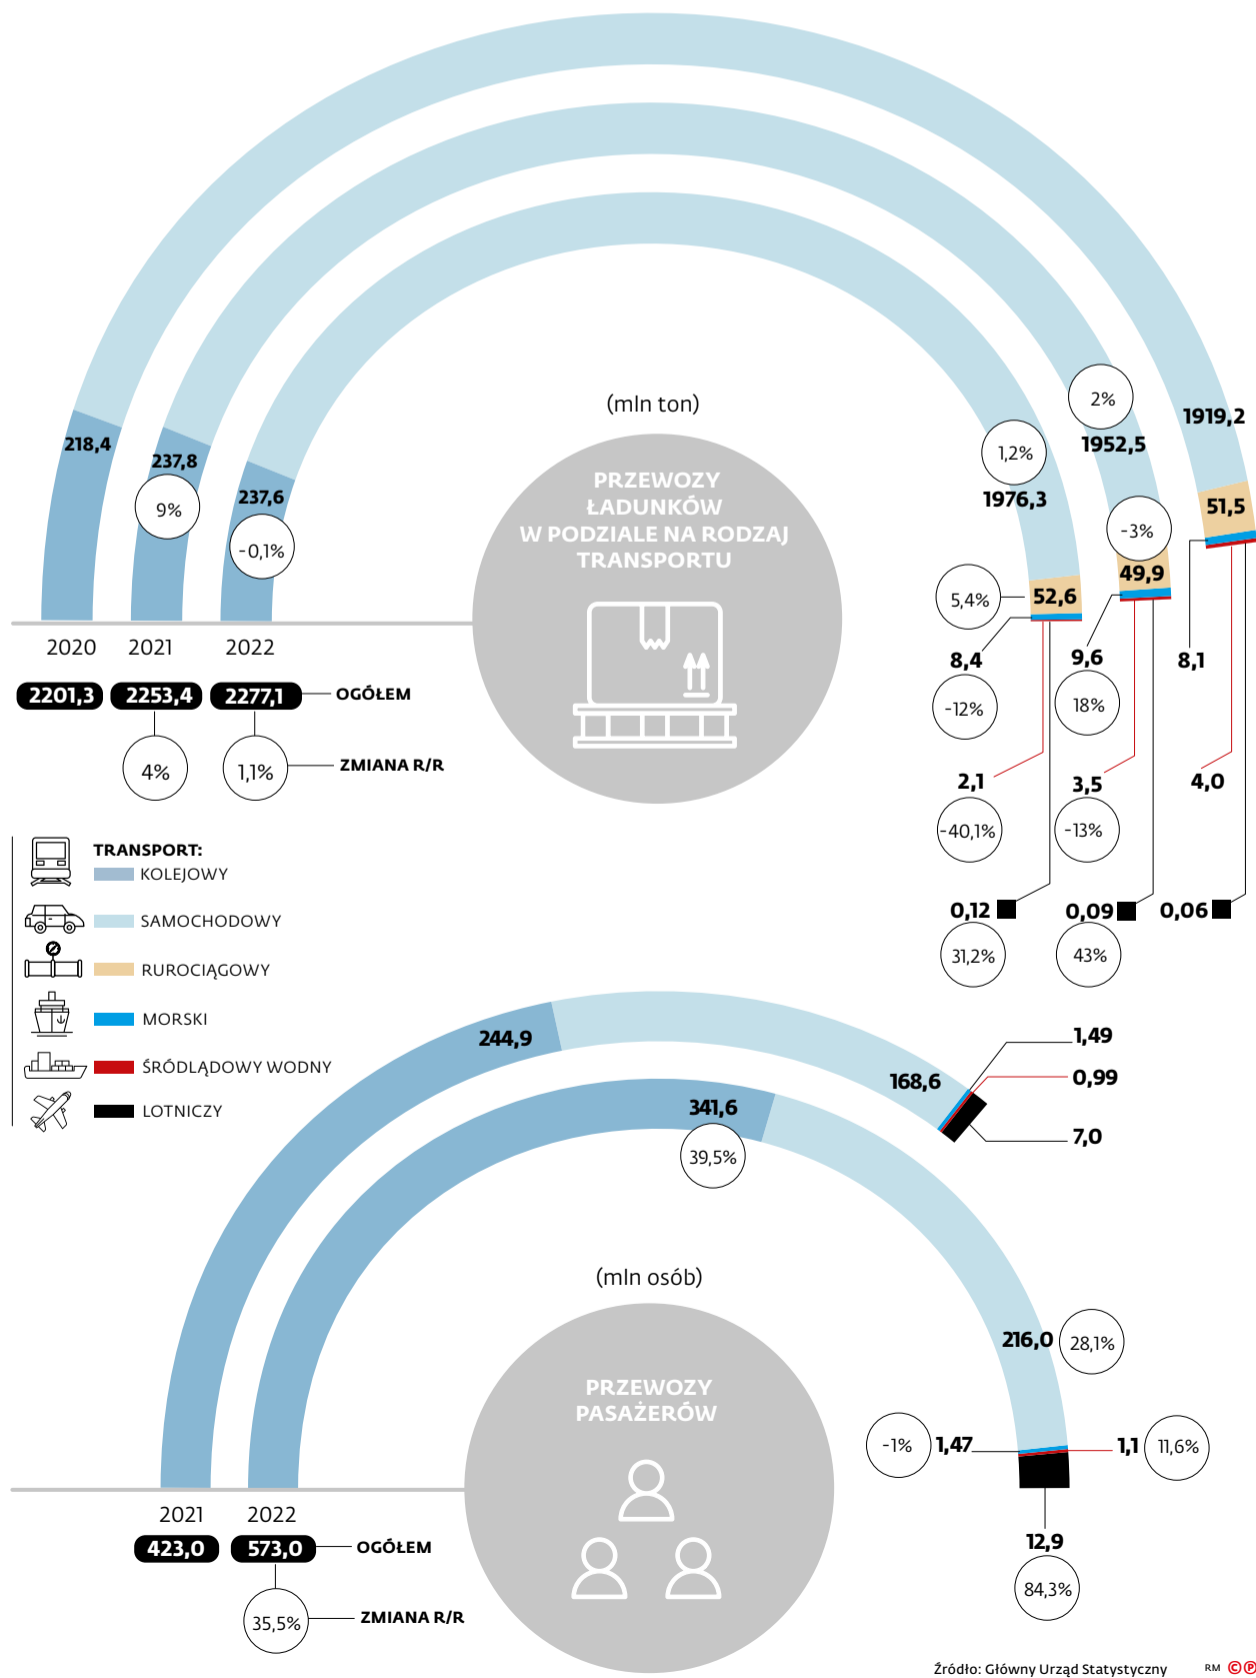 (mln ton)
PRZEWOZY
ŁADUNKÓW
W PODZIALE NA RODZAJ
TRANSPORTU
218,4
237,8
9%
237,6
-0,1%
2%
1952,5
1919,2
1,2%
1976,3
51,5
-3%
49,9
5,4%
52,6
8,4
-12%
9,6
18%
8,1
2,1
-40,1%
3,5
-13%
4,0
0,12
31,2%
0,09
43%
0,06
2020
2021
2022
2201,3
2253,4
2277,1
OGÓŁEM
4%
1,1%
ZMIANA R/R
TRANSPORT:
KOLEJOWY
SAMOCHODOWY
RUROCIĄGOWY
MORSKI
ŚRÓDLĄDOWY WODNY
LOTNICZY
244,9
168,6
1,49
0,99
7,0
341,6
39,5%
(mln osób)
PRZEWOZY
PASAŻERÓW
216,0
28,1%
-1%
1,47
1,1
11,6%
12,9
84,3%
2021
2022
423,0
573,0
OGÓŁEM
35,5%
ZMIANA R/R
Źródło: Główny Urząd Statystyczny
RM ©℗